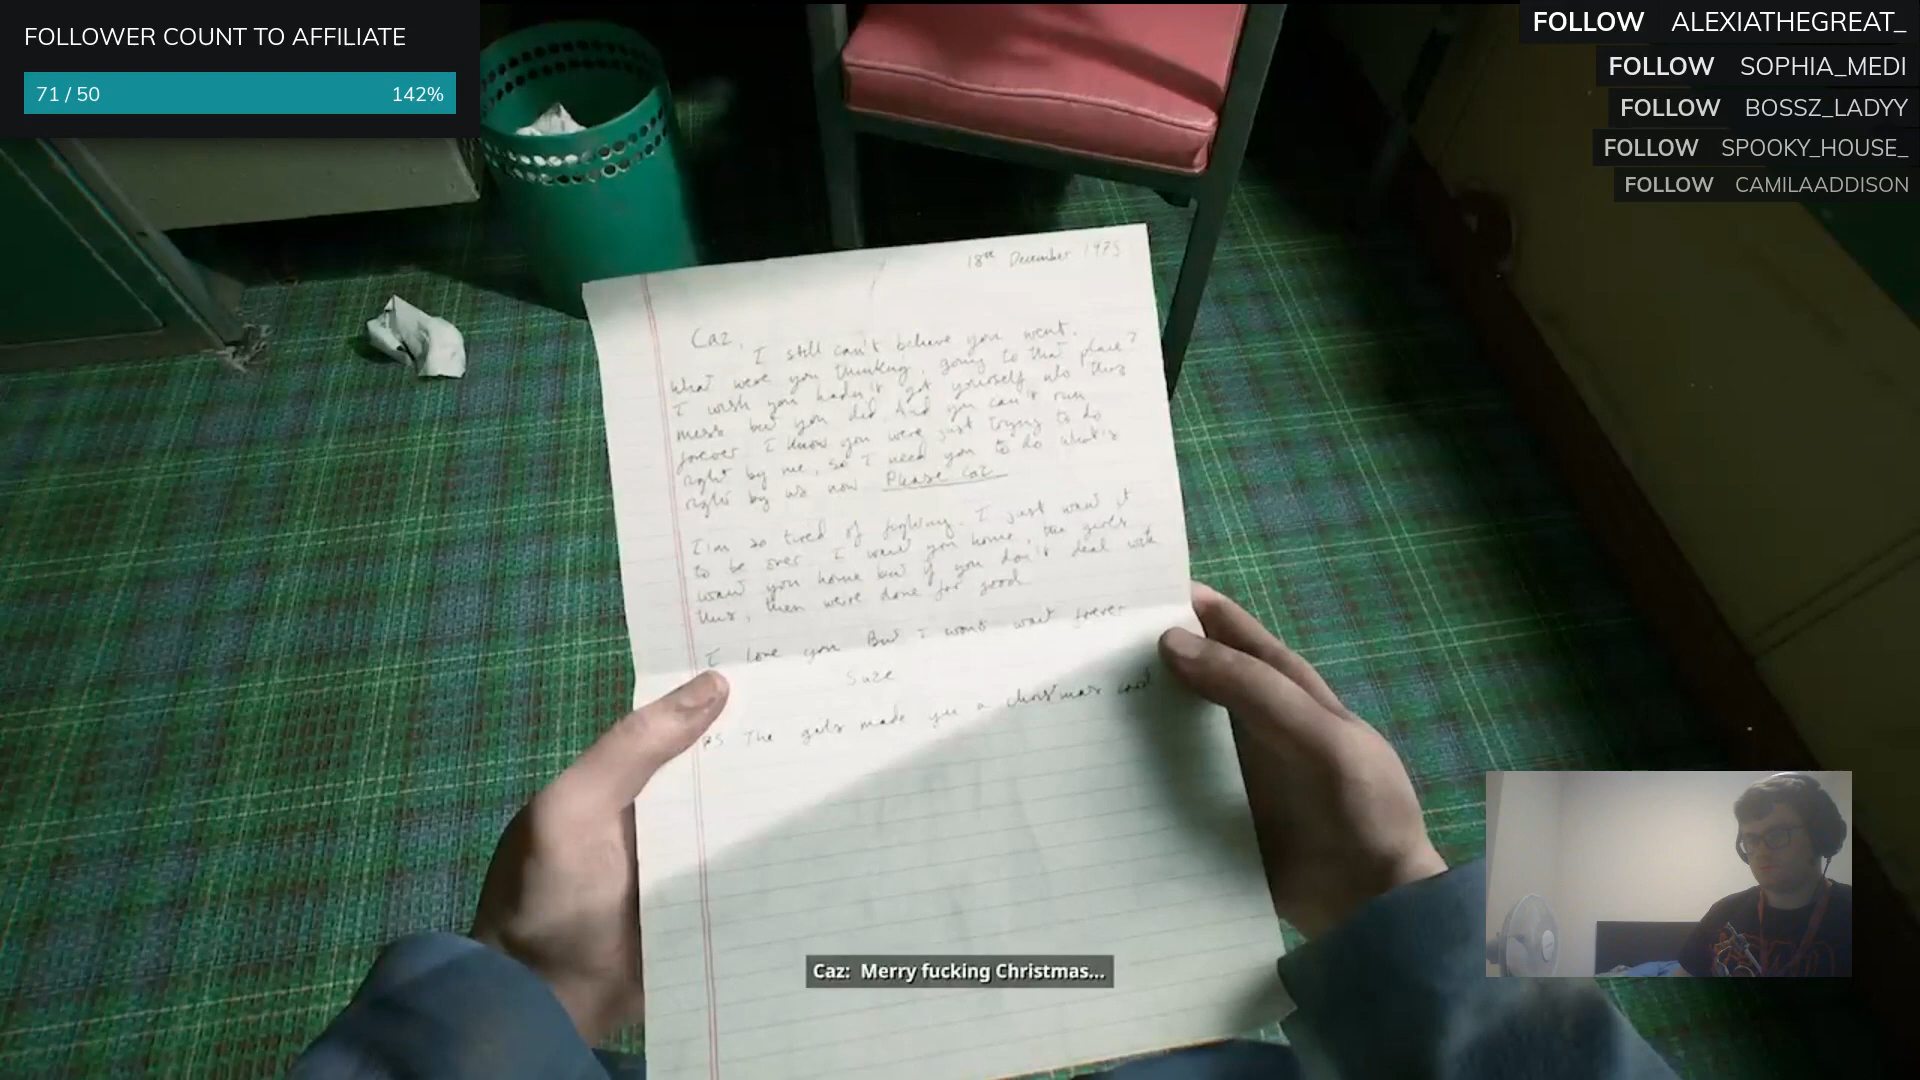 FOLLOWER COUNT TO AFFILIATE
71 / 50 142%
FOLLOW ALEXIATHEGREAT_
FOLLOW SOPHIA_MEDI
FOLLOW BOSSZ_LADYY
FOLLOW SPOOKY_HOUSE_
FOLLOW CAMILAADDISON
18th December 1975
Caz,
I still can't believe you went.
What were you thinking, going to that place?
I wish you hadn't got yourself into this
mess but you did. And you can't run
forever. I know you were just trying to do
right by me, so I need you to do what's
right by us now. Please Caz
I'm so tired of fighting. I just want it
to be over. I want you home, the girls
want you home but if you don't deal with
this, then we're done for good
I love you. But I won't wait forever
Suze
PS. The girls made you a christmas card
Caz: Merry fucking Christmas...